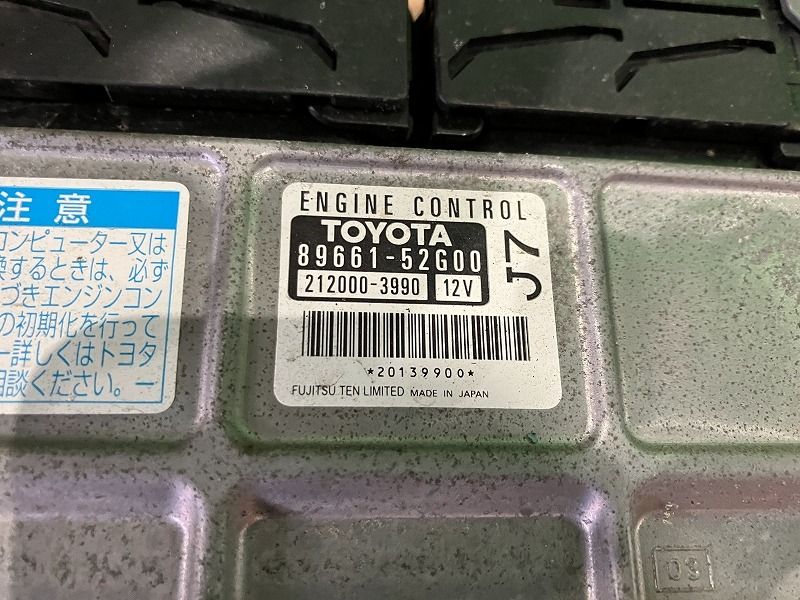 注 意
コンピューター又は
換するときは、必ず
づきエンジンコン
の初期化を行って
ー詳しくはトヨタ
相談ください。ー
ENGINE CONTROL
TOYOTA
89661-52G00
212000-3990 12V
J7
*20139900*
FUJITSU TEN LIMITED MADE IN JAPAN
03